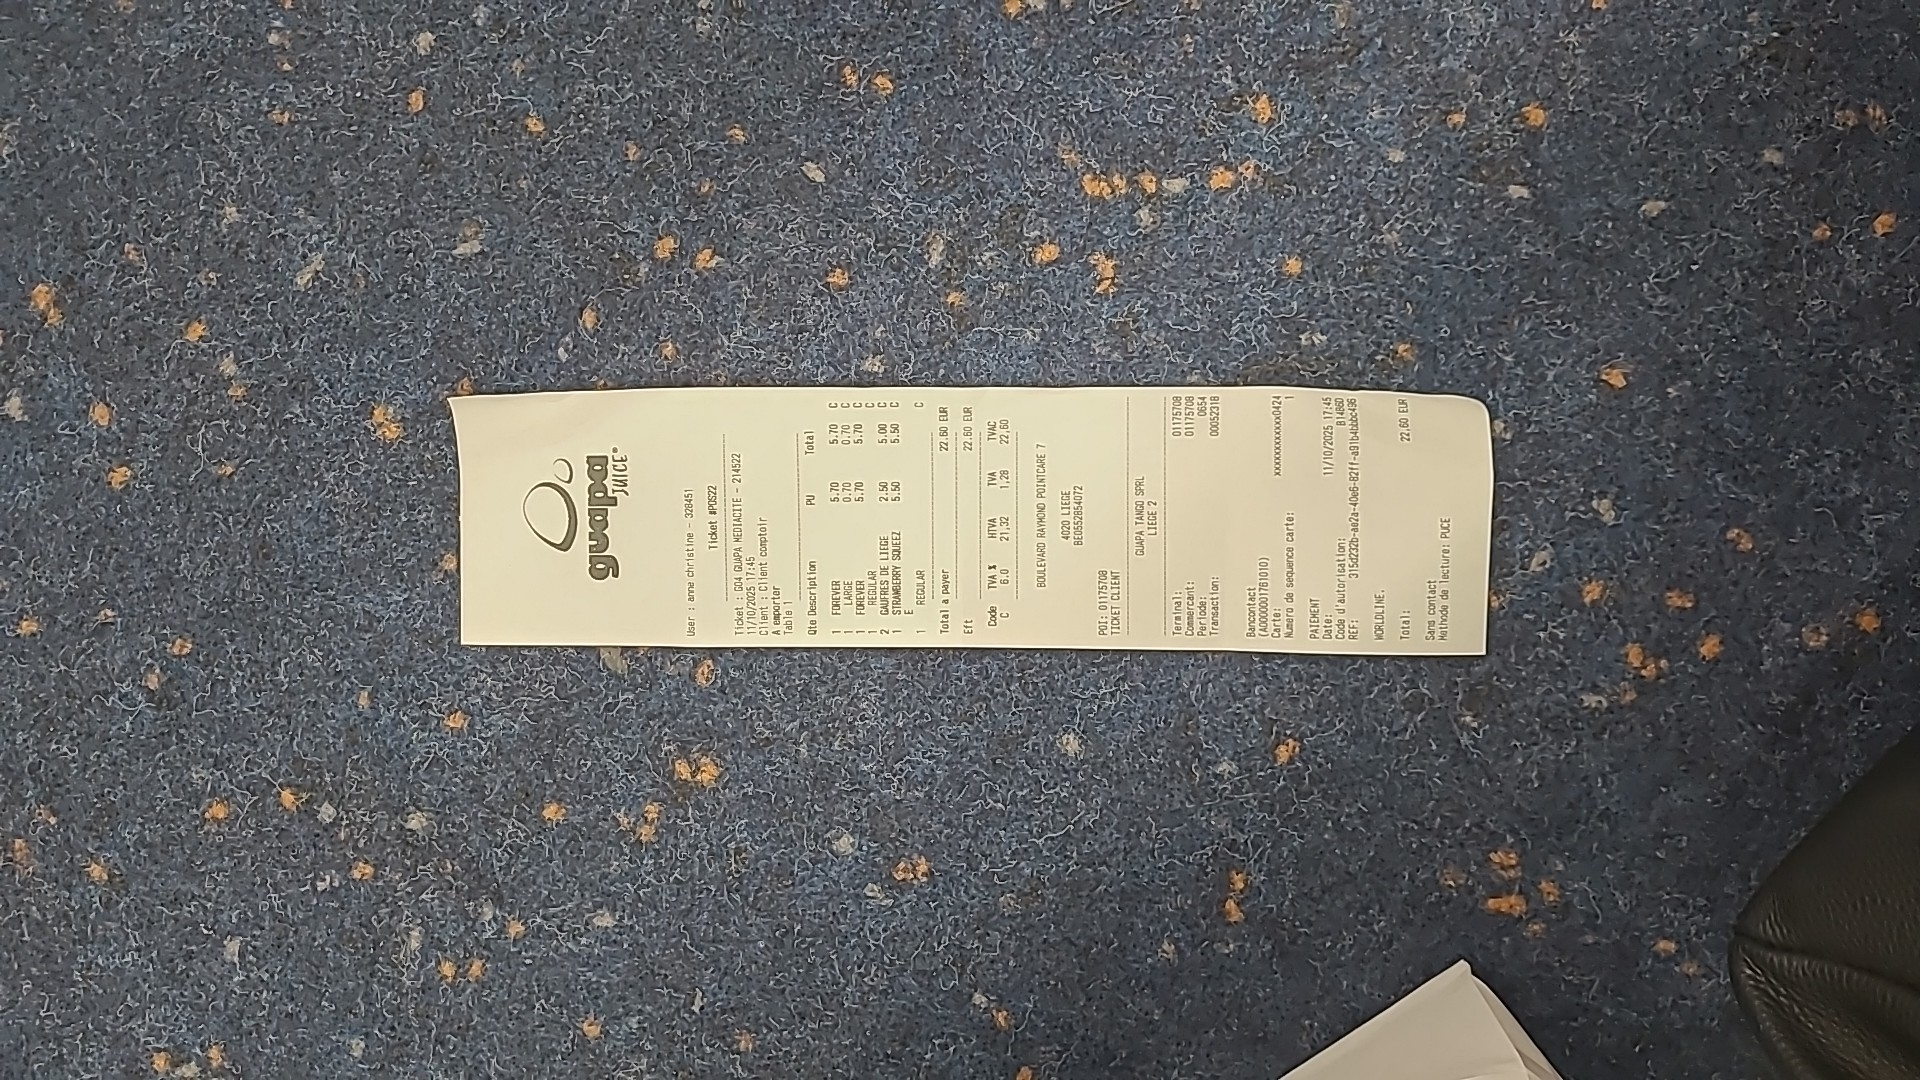 guapa
JUICE®
User : anne christine - 328451
Ticket #POS22
Ticket : G04 GUAPA MEDIACITE - 214522
11/10/2025 17:45
Client : Client comptoir
A emporter
Table 1
Qte Description PU Total
1 FOREVER 5.70 5.70 C
1 LARGE 0.70 0.70 C
1 FOREVER 5.70 5.70 C
1 REGULAR C
2 GAUFRES DE LIEGE 2.50 5.00 C
1 STRAWBERRY SQUEEZ 5.50 5.50 C
E
1 REGULAR C
Total a payer 22.60 EUR
Eft 22.60 EUR
Code TVA % HTVA TVA TVAC
C 6.0 21,32 1,28 22,60
BOULEVARD RAYMOND POINTCARE 7
4020 LIEGE
BE0552854072
POI: 01175708
TICKET CLIENT
GUAPA TANGO SPRL
LIEGE 2
Terminal: 01175708
Commercant: 01175708
Periode: 0654
Transaction: 00052318
Bancontact
(A0000001761010)
Carte: xxxxxxxxxxxxx0424
Numero de sequence carte: 1
PAIEMENT
Date: 11/10/2025 17:45
Code d'autorisation:
REF:
WORLDLINE.
Total: 22,60 EUR
Sans contact
Methode de lecture: PUCE